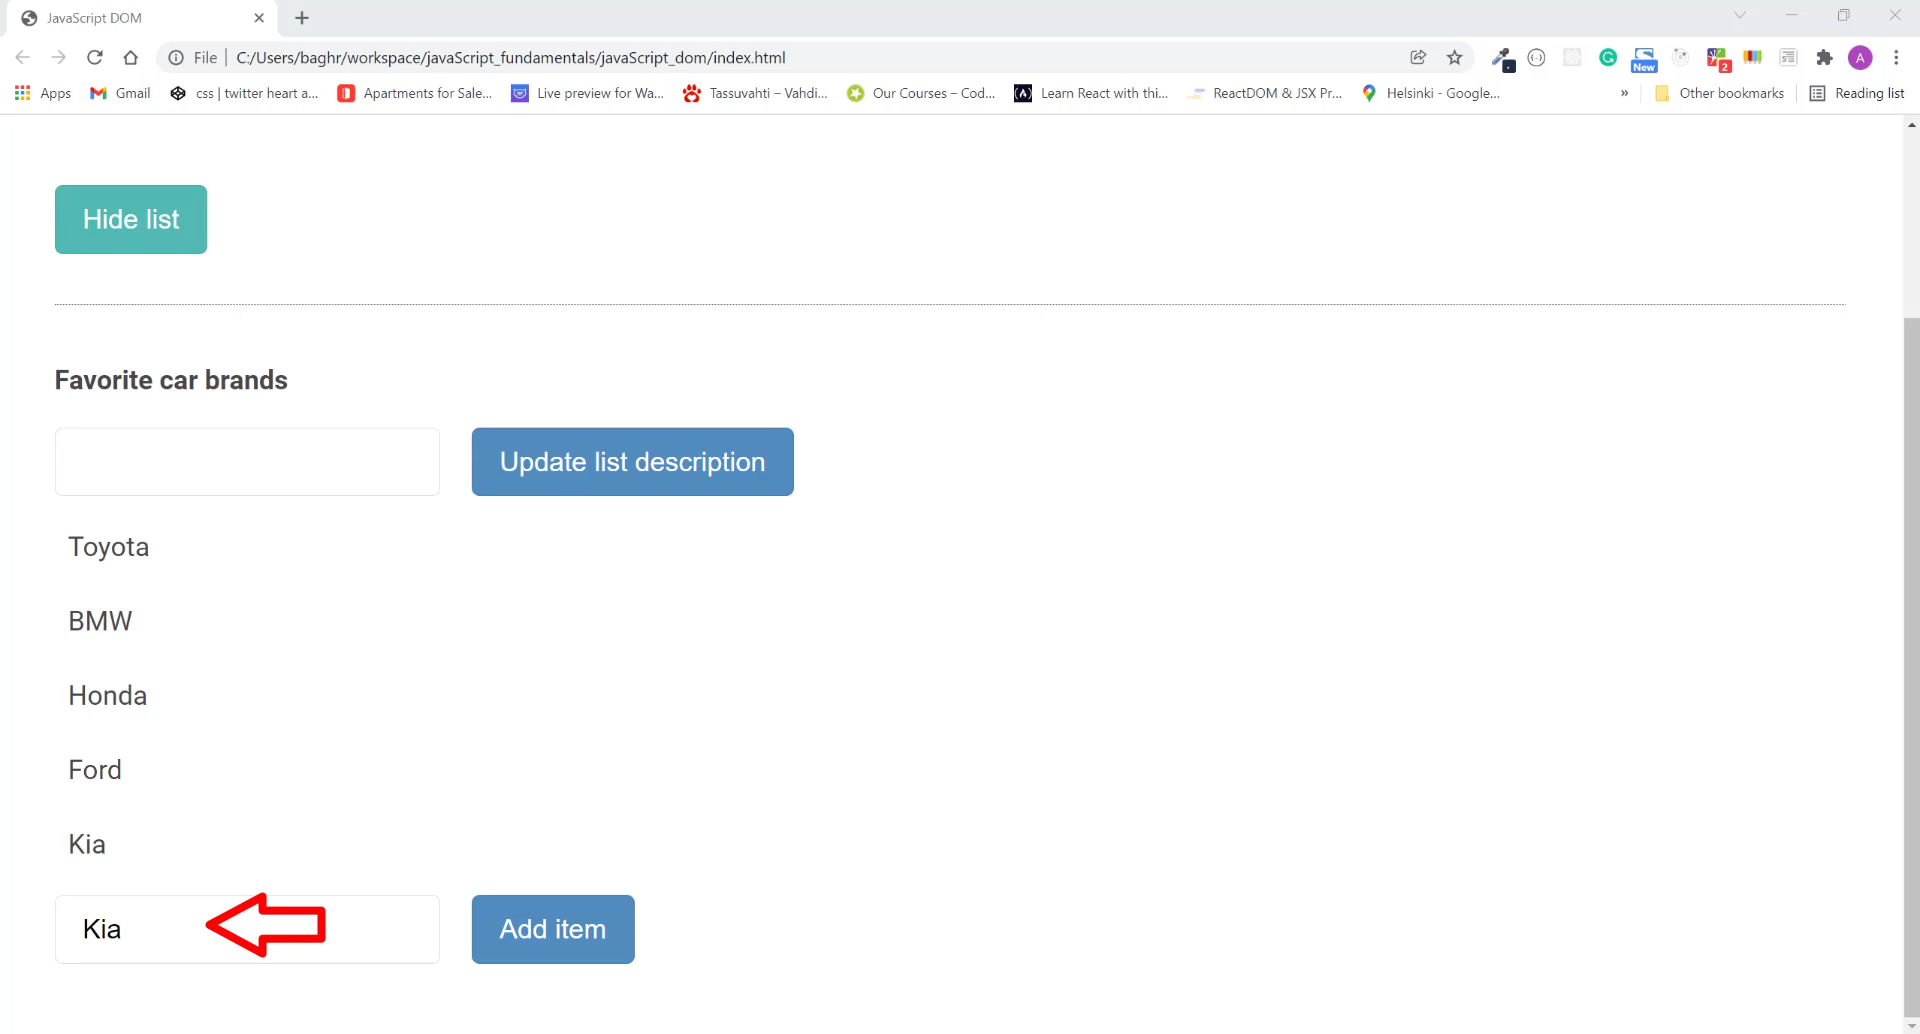 JavaScript DOM
File | C:/Users/baghr/workspace/javaScript_fundamentals/javaScript_dom/index.html
New
2
A
Apps Gmail css | twitter heart a... Apartments for Sale... Live preview for Wa... Tassuvahti – Vahdi... Our Courses – Cod... Learn React with thi... ReactDOM & JSX Pr... Helsinki - Google... » Other bookmarks Reading list
Hide list
Favorite car brands
Update list description
Toyota
BMW
Honda
Ford
Kia
Kia Add item